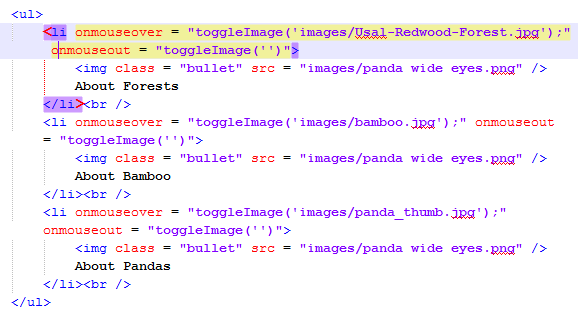 <ul>
<li onmouseover = "toggleImage('images/Usal-Redwood-Forest.jpg');"
onmouseout = "toggleImage('')">
<img class = "bullet" src = "images/panda wide eyes.png" />
About Forests
</li><br />
<li onmouseover = "toggleImage('images/bamboo.jpg');" onmouseout
= "toggleImage('')">
<img class = "bullet" src = "images/panda wide eyes.png" />
About Bamboo
</li><br />
<li onmouseover = "toggleImage('images/panda_thumb.jpg');"
onmouseout = "toggleImage('')">
<img class = "bullet" src = "images/panda wide eyes.png" />
About Pandas
</li><br />
</ul>